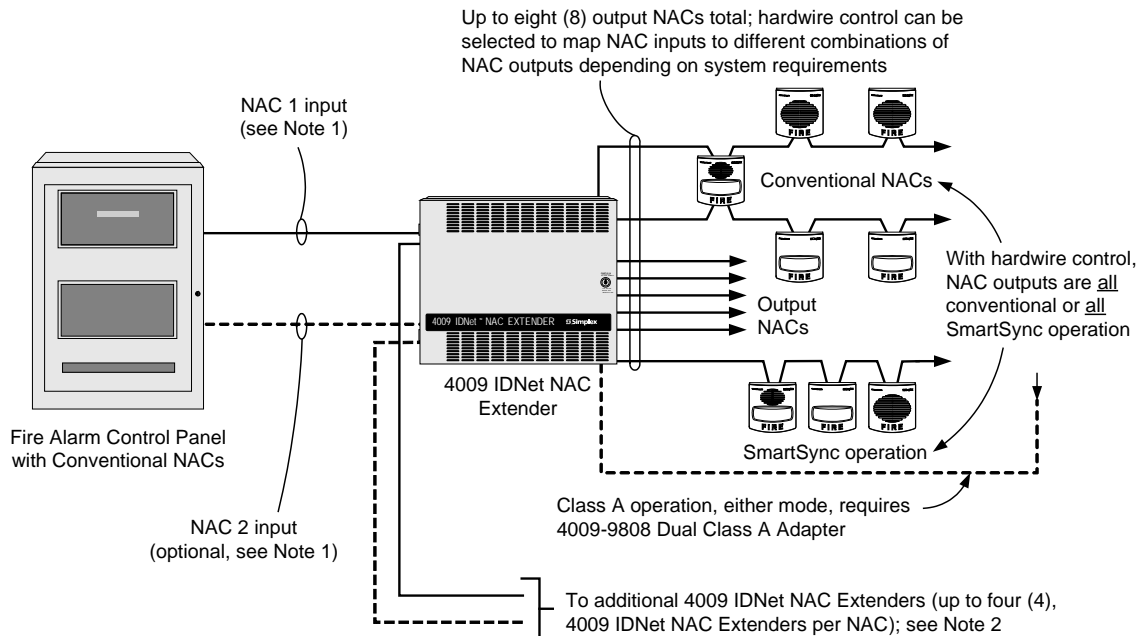 Up to eight (8) output NACs total; hardwire control can be
selected to map NAC inputs to different combinations of
NAC outputs depending on system requirements
NAC 1 input
(see Note 1)
FIRE
FIRE
FIRE
Conventional NACs
FIRE
FIRE
With hardwire control,
NAC outputs are all
conventional or all
SmartSync operation
Output
NACs
4009 IDNet™ NAC EXTENDER Simplex
4009 IDNet NAC
Extender
FIRE
FIRE
FIRE
SmartSync operation
Fire Alarm Control Panel
with Conventional NACs
Class A operation, either mode, requires
4009-9808 Dual Class A Adapter
NAC 2 input
(optional, see Note 1)
To additional 4009 IDNet NAC Extenders (up to four (4),
4009 IDNet NAC Extenders per NAC); see Note 2